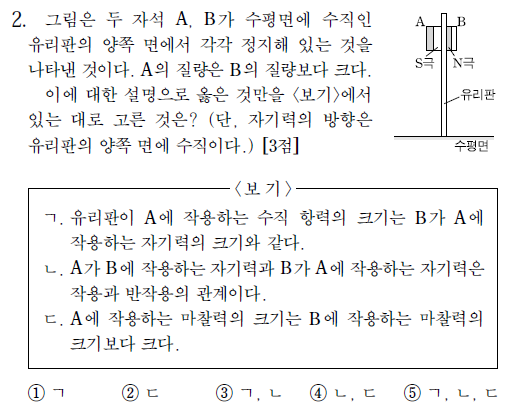 2. 그림은 두 자석 A, B가 수평면에 수직인
유리판의 양쪽 면에서 각각 정지해 있는 것을
나타낸 것이다. A의 질량은 B의 질량보다 크다.
이에 대한 설명으로 옳은 것만을 〈보기〉에서
있는 대로 고른 것은? (단, 자기력의 방향은
유리판의 양쪽 면에 수직이다.) [3점]
A B
S극 N극
유리판
수평면
〈보 기〉
ㄱ. 유리판이 A에 작용하는 수직 항력의 크기는 B가 A에
작용하는 자기력의 크기와 같다.
ㄴ. A가 B에 작용하는 자기력과 B가 A에 작용하는 자기력은
작용과 반작용의 관계이다.
ㄷ. A에 작용하는 마찰력의 크기는 B에 작용하는 마찰력의
크기보다 크다.
① ㄱ ② ㄷ ③ ㄱ, ㄴ ④ ㄴ, ㄷ ⑤ ㄱ, ㄴ, ㄷ